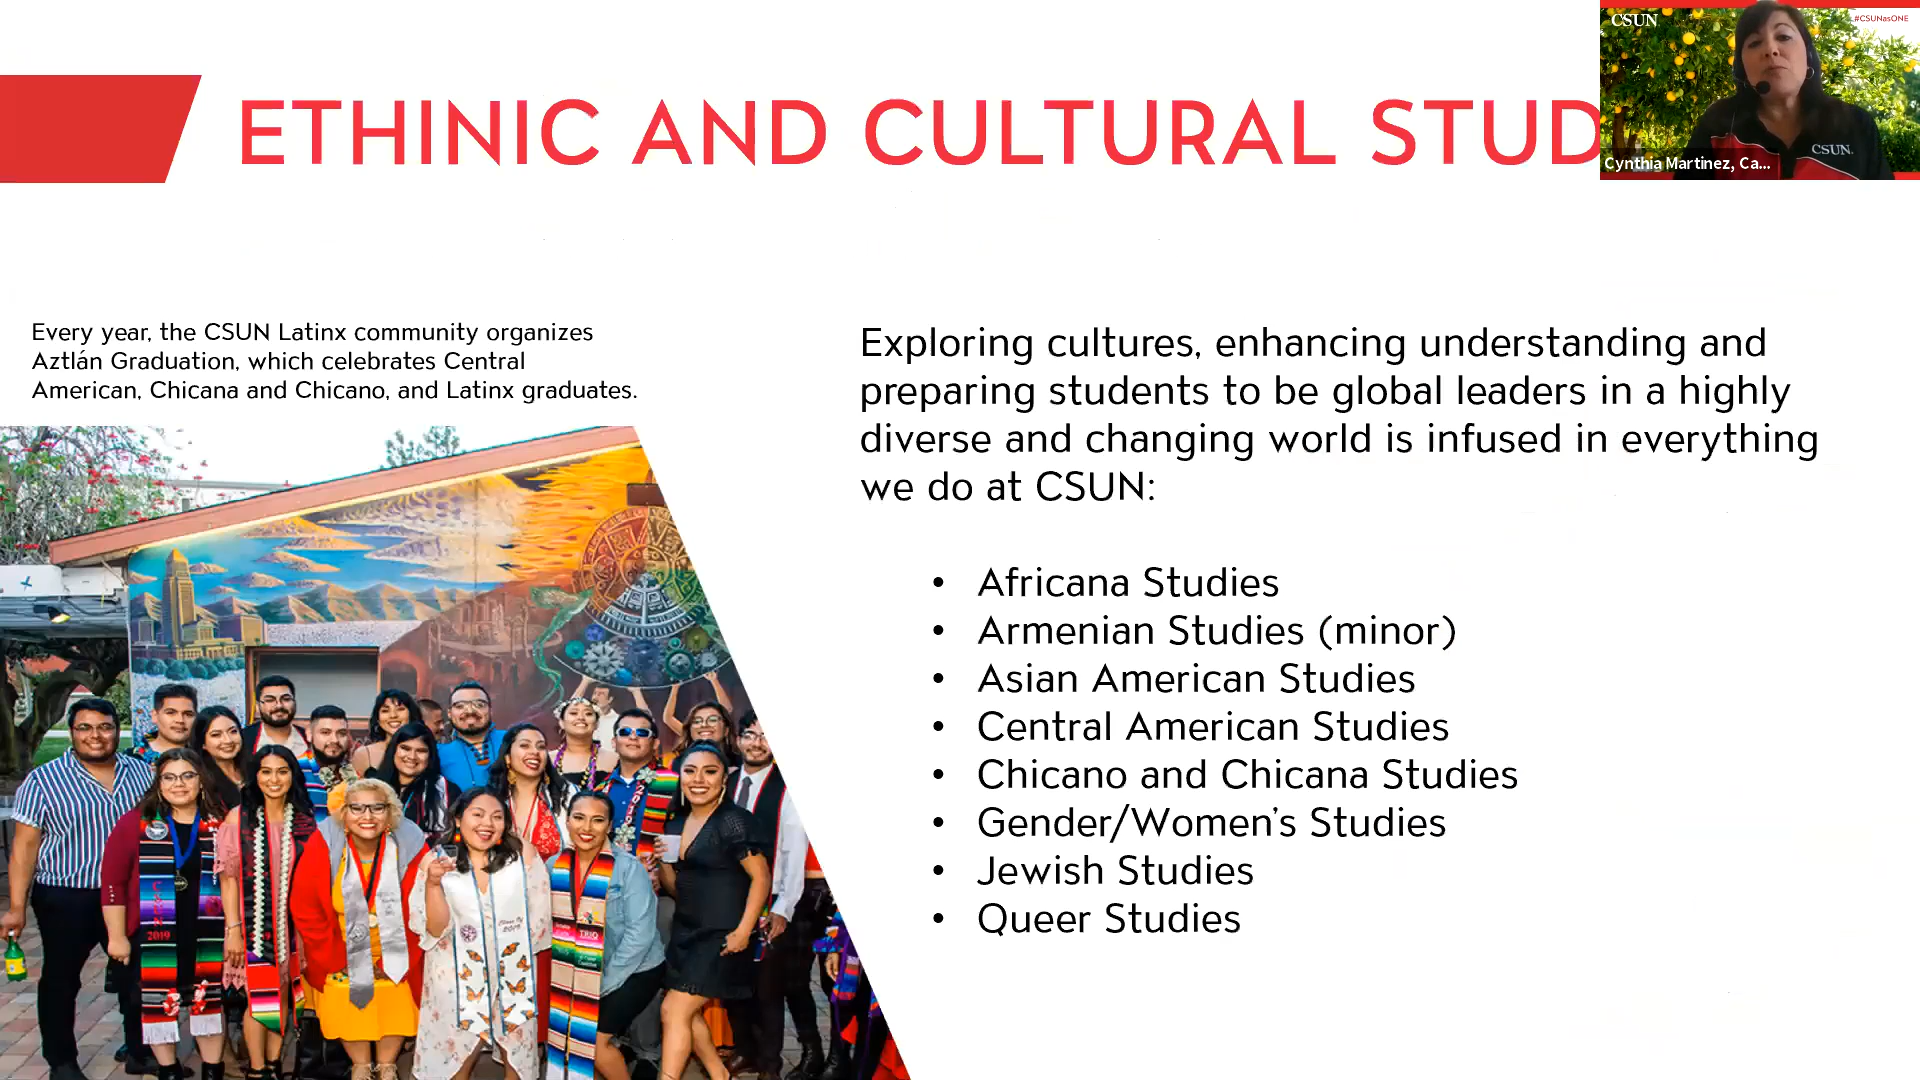 CSUN
#CSUNasONE
ETHINIC AND CULTURAL STUD
CSUN.
Cynthia Martinez, Ca...
Every year, the CSUN Latinx community organizes
Aztlán Graduation, which celebrates Central
American, Chicana and Chicano, and Latinx graduates.
Exploring cultures, enhancing understanding and
preparing students to be global leaders in a highly
diverse and changing world is infused in everything
we do at CSUN:
• Africana Studies
• Armenian Studies (minor)
• Asian American Studies
• Central American Studies
• Chicano and Chicana Studies
• Gender/Women's Studies
• Jewish Studies
• Queer Studies
2019
TRIO